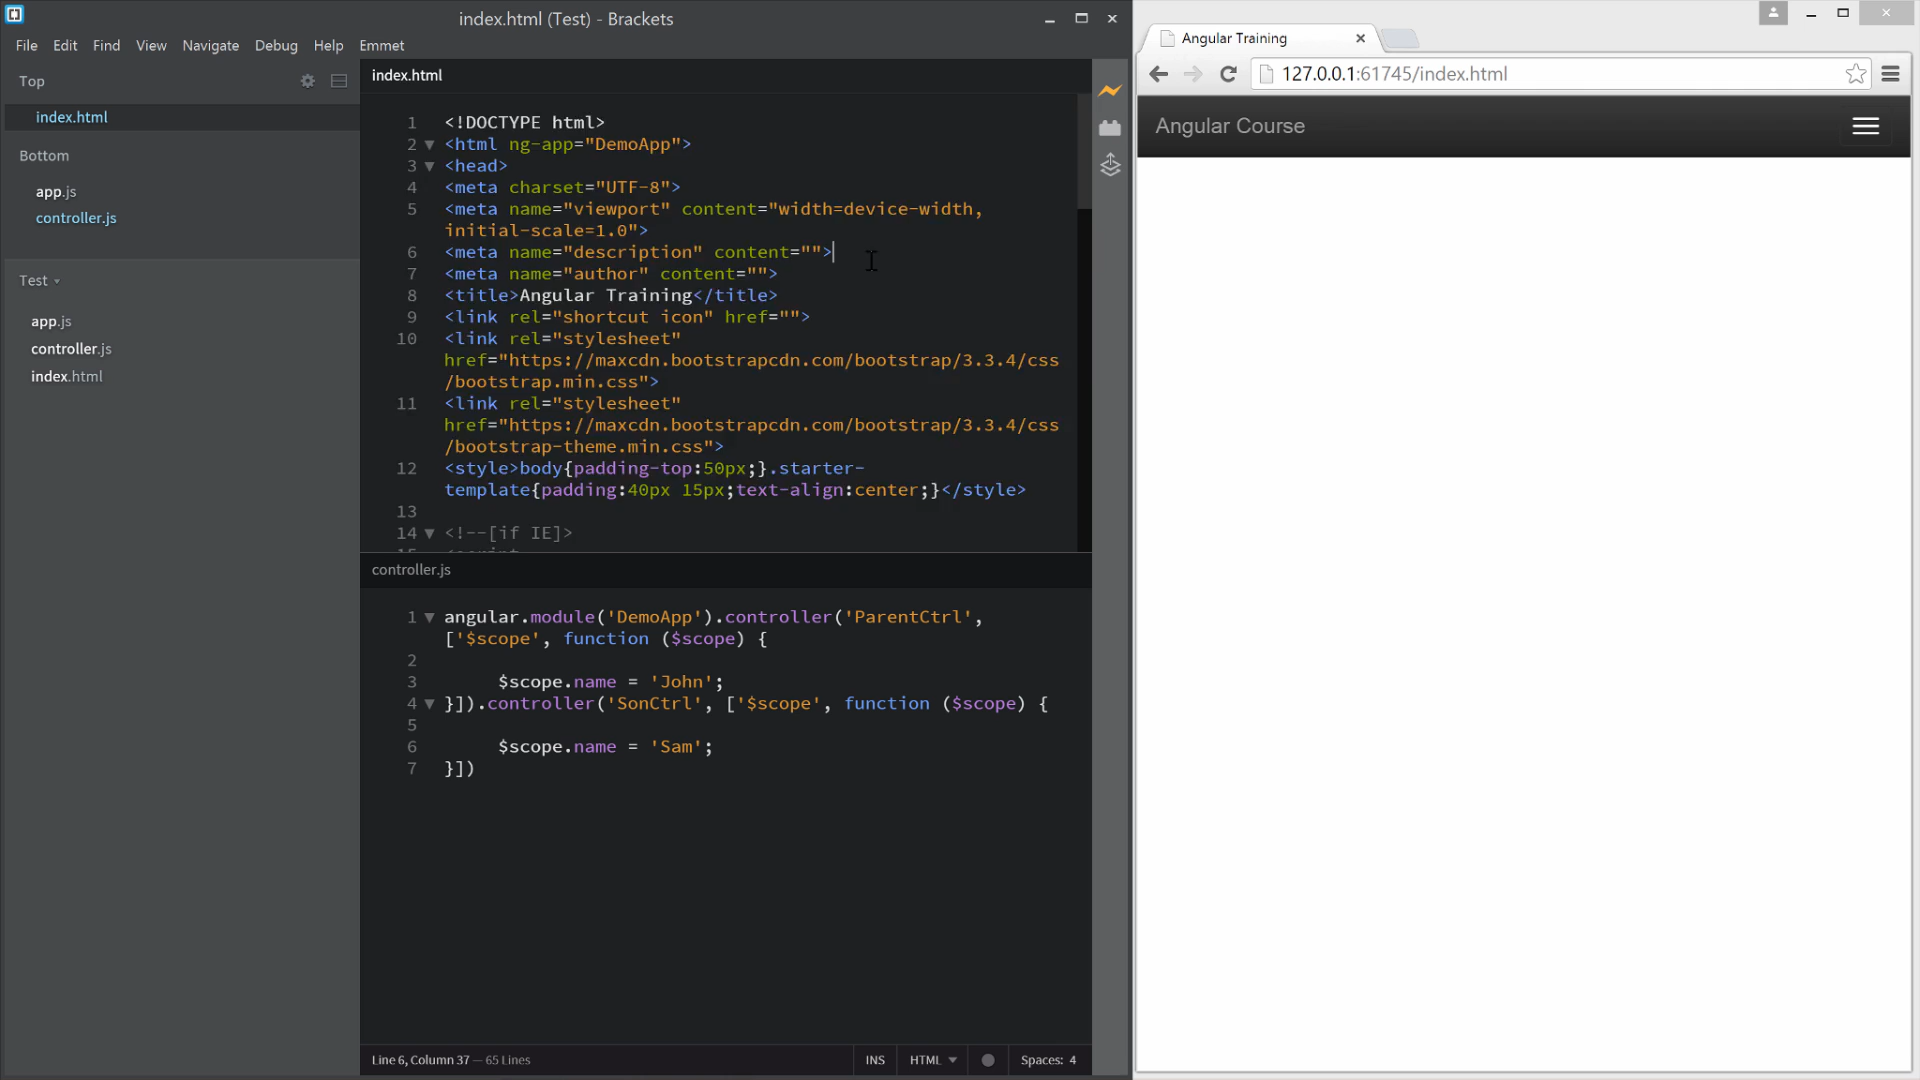 index.html (Test) - Brackets
File Edit Find View Navigate Debug Help Emmet
Top
index.html
Bottom
app.js
controller.js
Test
app.js
controller.js
index.html
index.html
1 <!DOCTYPE html>
2 <html ng-app="DemoApp">
3 <head>
4 <meta charset="UTF-8">
5 <meta name="viewport" content="width=device-width,
initial-scale=1.0">
6 <meta name="description" content="">
7 <meta name="author" content="">
8 <title>Angular Training</title>
9 <link rel="shortcut icon" href="">
10 <link rel="stylesheet"
href="https://maxcdn.bootstrapcdn.com/bootstrap/3.3.4/css
/bootstrap.min.css">
11 <link rel="stylesheet"
href="https://maxcdn.bootstrapcdn.com/bootstrap/3.3.4/css
/bootstrap-theme.min.css">
12 <style>body{padding-top:50px;}.starter-
template{padding:40px 15px;text-align:center;}</style>
13
14 <!--[if IE]>
controller.js
1 angular.module('DemoApp').controller('ParentCtrl',
['$scope', function ($scope) {
2
3 $scope.name = 'John';
4 }]).controller('SonCtrl', ['$scope', function ($scope) {
5
6 $scope.name = 'Sam';
7 }])
Line 6, Column 37 — 65 Lines
INS HTML Spaces: 4
Angular Training
127.0.0.1:61745/index.html
Angular Course